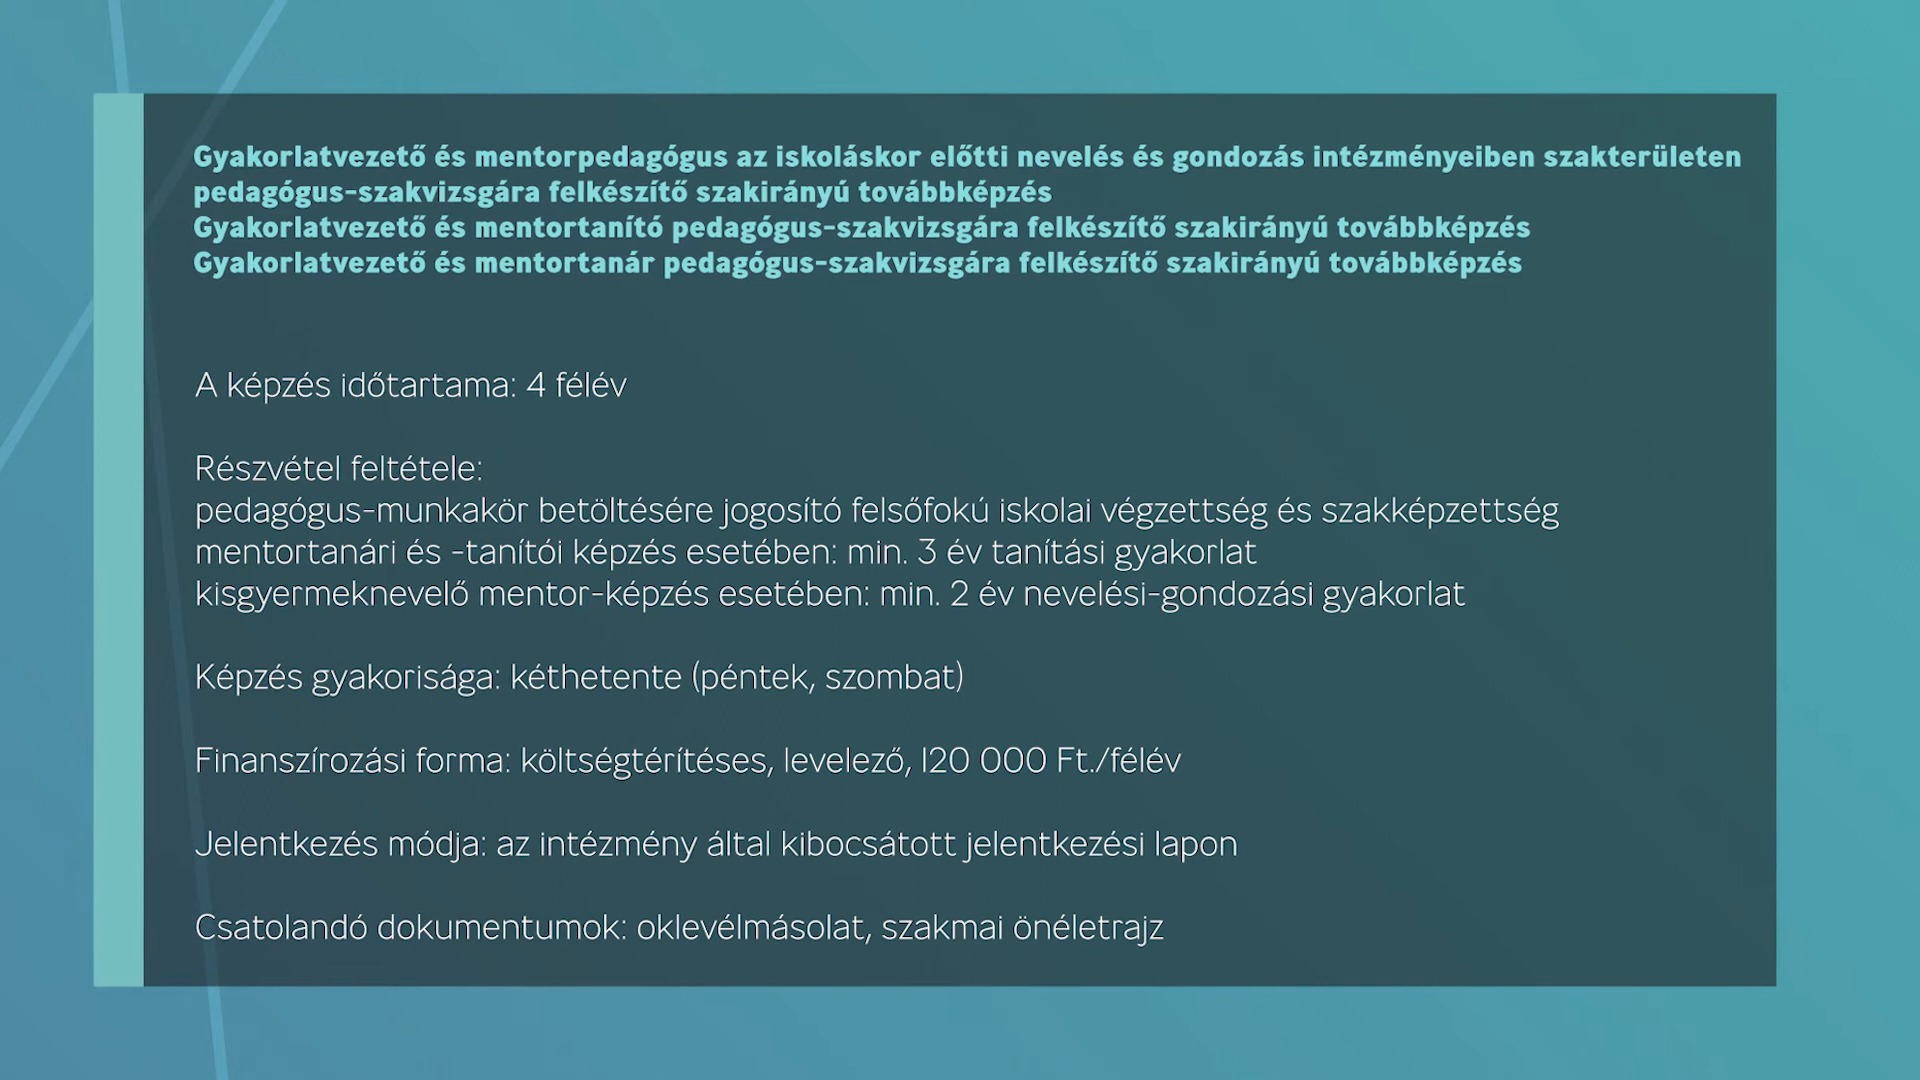 Gyakorlatvezető és mentorpedagógus az iskoláskor előtti nevelés és gondozás intézményeiben szakterületen
pedagógus-szakvizsgára felkészítő szakirányú továbbképzés
Gyakorlatvezető és mentortanító pedagógus-szakvizsgára felkészítő szakirányú továbbképzés
Gyakorlatvezető és mentortanár pedagógus-szakvizsgára felkészítő szakirányú továbbképzés
A képzés időtartama: 4 félév
Részvétel feltétele:
pedagógus-munkakör betöltésére jogosító felsőfokú iskolai végzettség és szakképzettség
mentortanári és -tanítói képzés esetében: min. 3 év tanítási gyakorlat
kisgyermeknevelő mentor-képzés esetében: min. 2 év nevelési-gondozási gyakorlat
Képzés gyakorisága: kéthetente (péntek, szombat)
Finanszírozási forma: költségtérítéses, levelező, 120 000 Ft./félév
Jelentkezés módja: az intézmény által kibocsátott jelentkezési lapon
Csatolandó dokumentumok: oklevélmásolat, szakmai önéletrajz